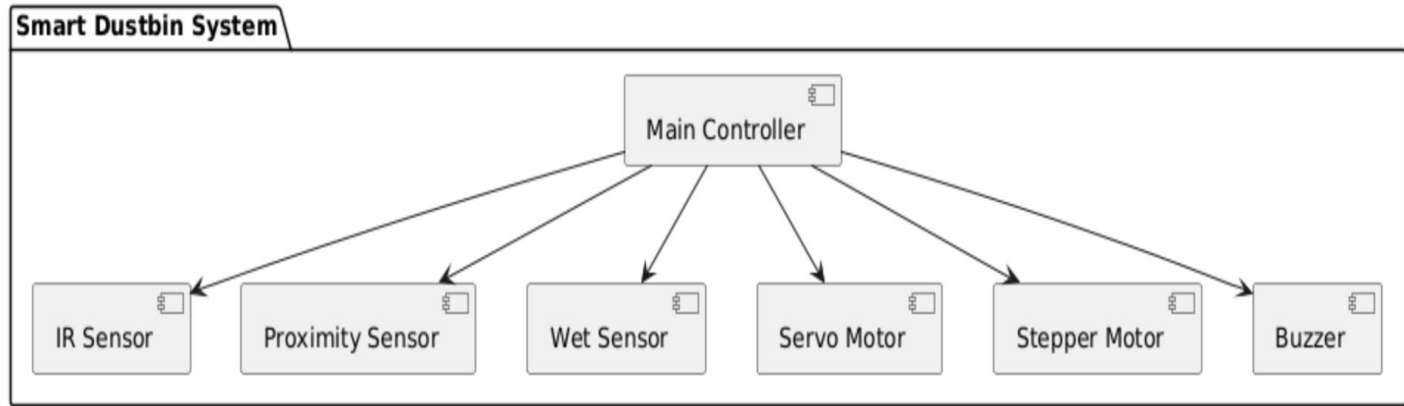 Smart Dustbin System
Main Controller
IR Sensor
Proximity Sensor
Wet Sensor
Servo Motor
Stepper Motor
Buzzer